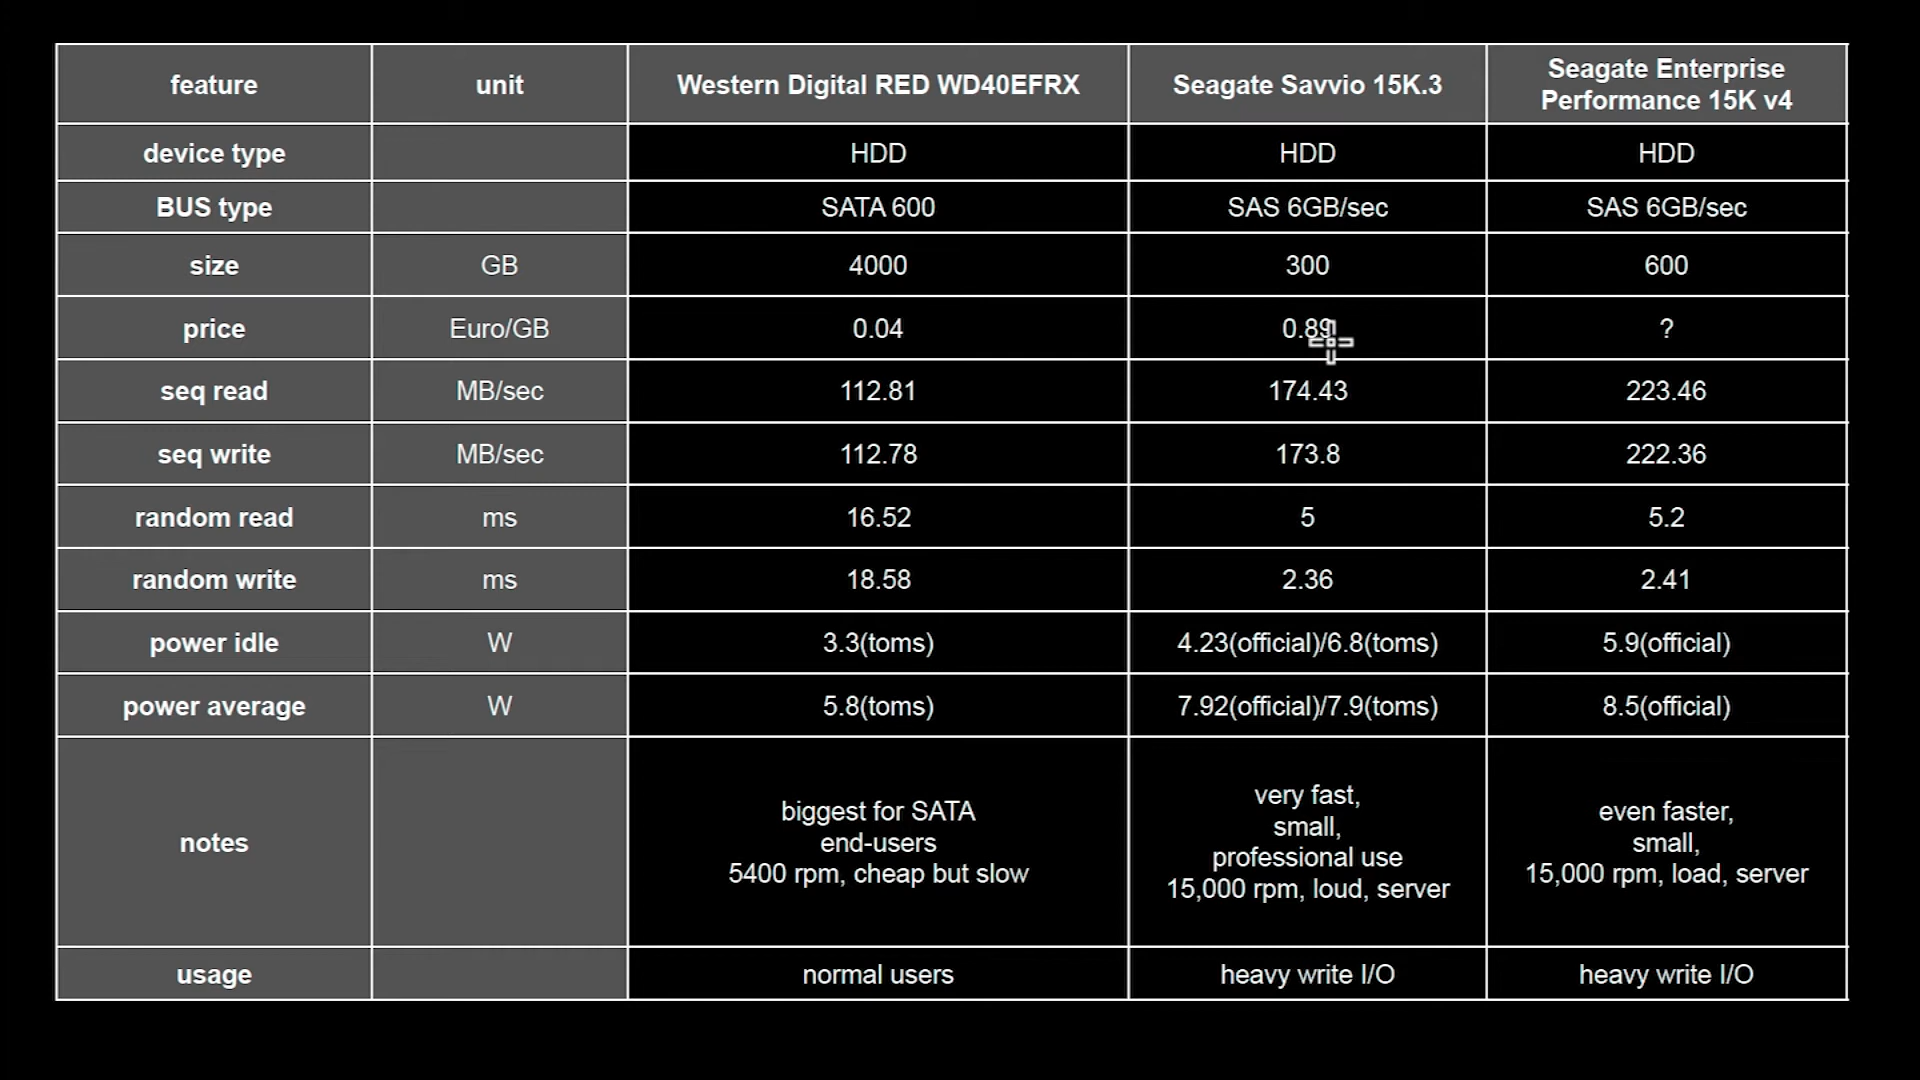 feature unit Western Digital RED WD40EFRX Seagate Savvio 15K.3 Seagate Enterprise
Performance 15K v4
device type HDD HDD HDD
BUS type SATA 600 SAS 6GB/sec SAS 6GB/sec
size GB 4000 300 600
price Euro/GB 0.04 0.89 ?
seq read MB/sec 112.81 174.43 223.46
seq write MB/sec 112.78 173.8 222.36
random read ms 16.52 5 5.2
random write ms 18.58 2.36 2.41
power idle W 3.3(toms) 4.23(official)/6.8(toms) 5.9(official)
power average W 5.8(toms) 7.92(official)/7.9(toms) 8.5(official)
notes
biggest for SATA
end-users
5400 rpm, cheap but slow
very fast,
small,
professional use
15,000 rpm, loud, server
even faster,
small,
15,000 rpm, load, server
usage normal users heavy write I/O heavy write I/O